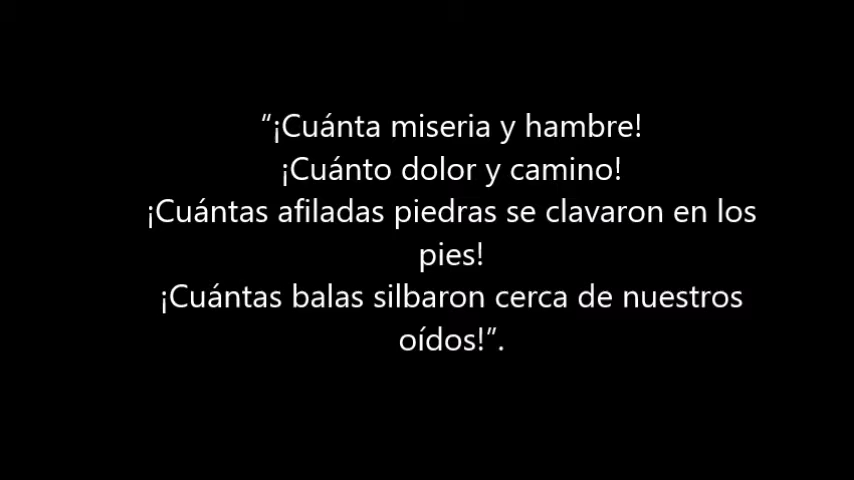 “¡Cuánta miseria y hambre!
¡Cuánto dolor y camino!
¡Cuántas afiladas piedras se clavaron en los
pies!
¡Cuántas balas silbaron cerca de nuestros
oídos!”.